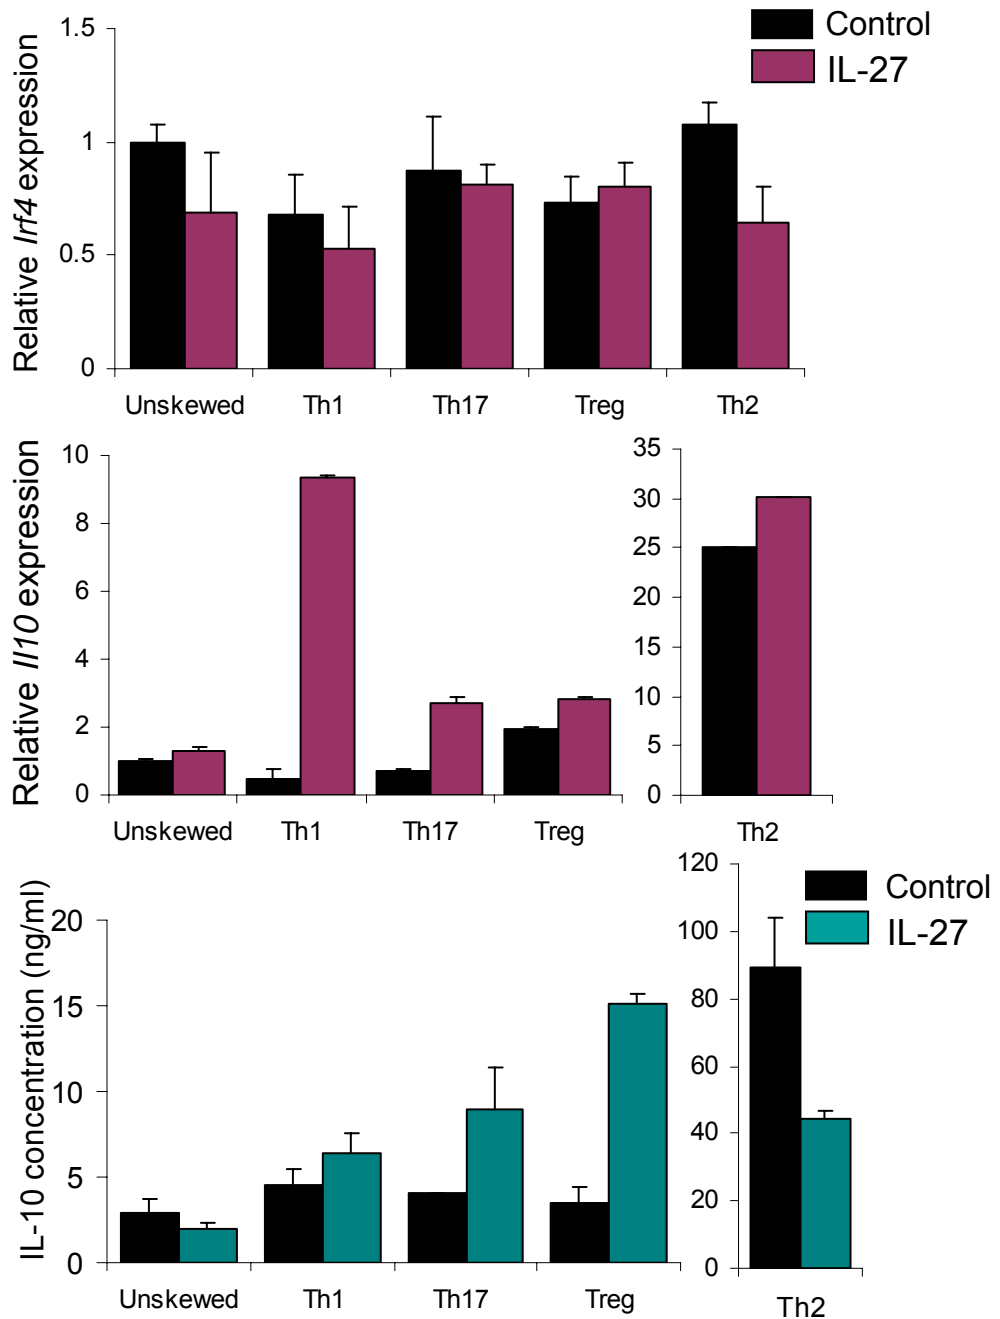 Control
IL-27
Relative Irf4 expression
1.5
1
0.5
0
Unskewed Th1 Th17 Treg Th2
Relative Il10 expression
10
8
6
4
2
0
Unskewed Th1 Th17 Treg
35
30
25
20
15
10
5
0
Th2
IL-10 concentration (ng/ml)
20
15
10
5
0
Unskewed Th1 Th17 Treg
120
100
80
60
40
20
0
Th2
Control
IL-27